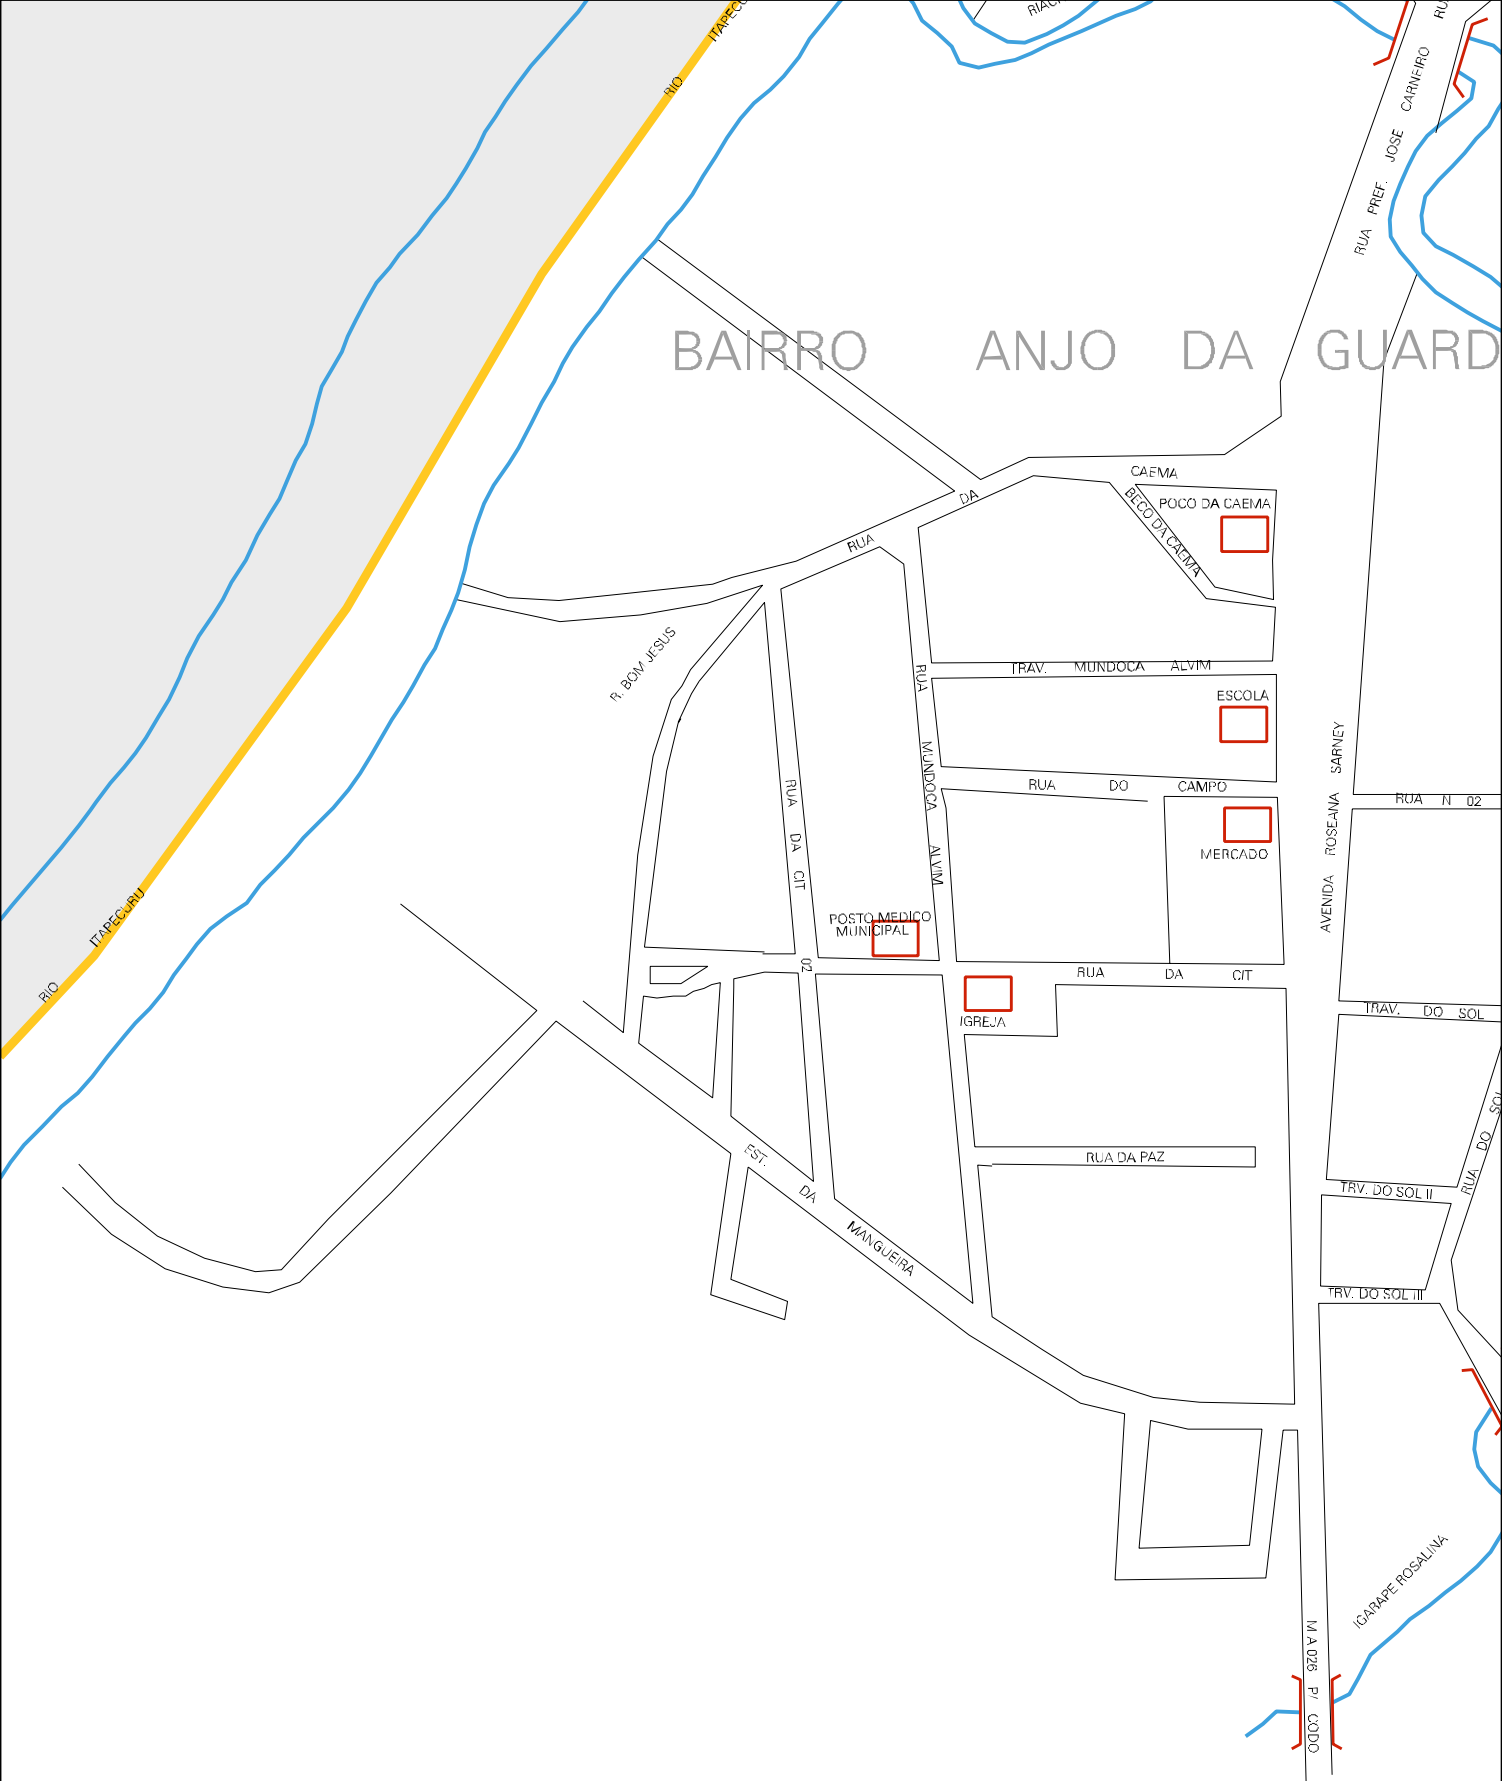 ITAPECU
RIO
RIAC
RU
RUA PREF. JOSE CARNEIRO
BAIRRO ANJO DA GUARD
CAEMA
RUA DA
POCO DA CAEMA
BECO DA CAEMA
R. BOM JESUS
TRAV. MUNDOCA ALVIM
RUA MUNDOCA ALVIM
ESCOLA
AVENIDA ROSEANA SARNEY
RUA DO CAMPO
RUA N 02
RUA DA CIT 02
MERCADO
POSTO MEDICO
MUNICIPAL
RIO ITAPECURU
RUA DA CIT
IGREJA
TRAV. DO SOL
RUA DO SOL
RUA DA PAZ
EST. DA MANGUEIRA
TRV. DO SOL II
TRV. DO SOL III
IGARAPE ROSALINA
M A 026 P/ CODO